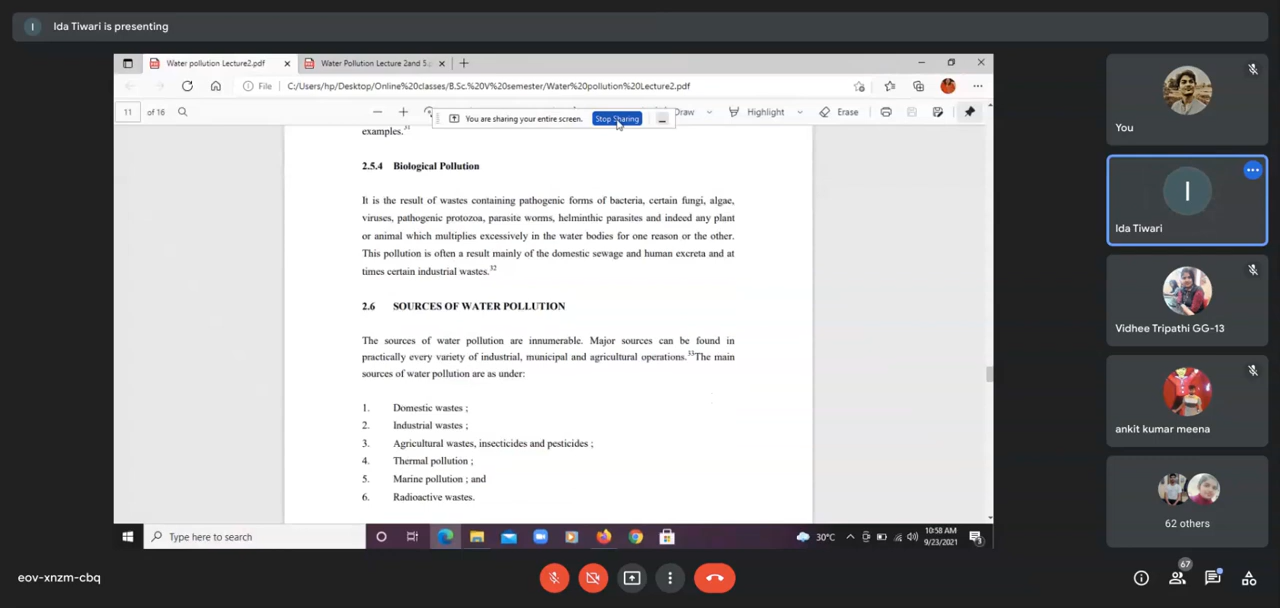 I Ida Tiwari is presenting
Water pollution Lecture2.pdf
Water Pollution Lecture 2and 5.
File C:/Users/hp/Desktop/Online%20classes/B.Sc.%20V%20semester/Water%20pollution%20Lecture2.pdf
11 of 16
Draw Highlight Erase
You are sharing your entire screen. Stop Sharing
examples.31
2.5.4 Biological Pollution
It is the result of wastes containing pathogenic forms of bacteria, certain fungi, algae,
viruses, pathogenic protozoa, parasite worms, helminthic parasites and indeed any plant
or animal which multiplies excessively in the water bodies for one reason or the other.
This pollution is often a result mainly of the domestic sewage and human excreta and at
times certain industrial wastes.32
2.6 SOURCES OF WATER POLLUTION
The sources of water pollution are innumerable. Major sources can be found in
practically every variety of industrial, municipal and agricultural operations.33The main
sources of water pollution are as under:
1. Domestic wastes ;
2. Industrial wastes ;
3. Agricultural wastes, insecticides and pesticides ;
4. Thermal pollution ;
5. Marine pollution ; and
6. Radioactive wastes.
Type here to search
30°C
10:58 AM
9/23/2021
You
I
Ida Tiwari
Vidhee Tripathi GG-13
ankit kumar meena
62 others
eov-xnzm-cbq
67